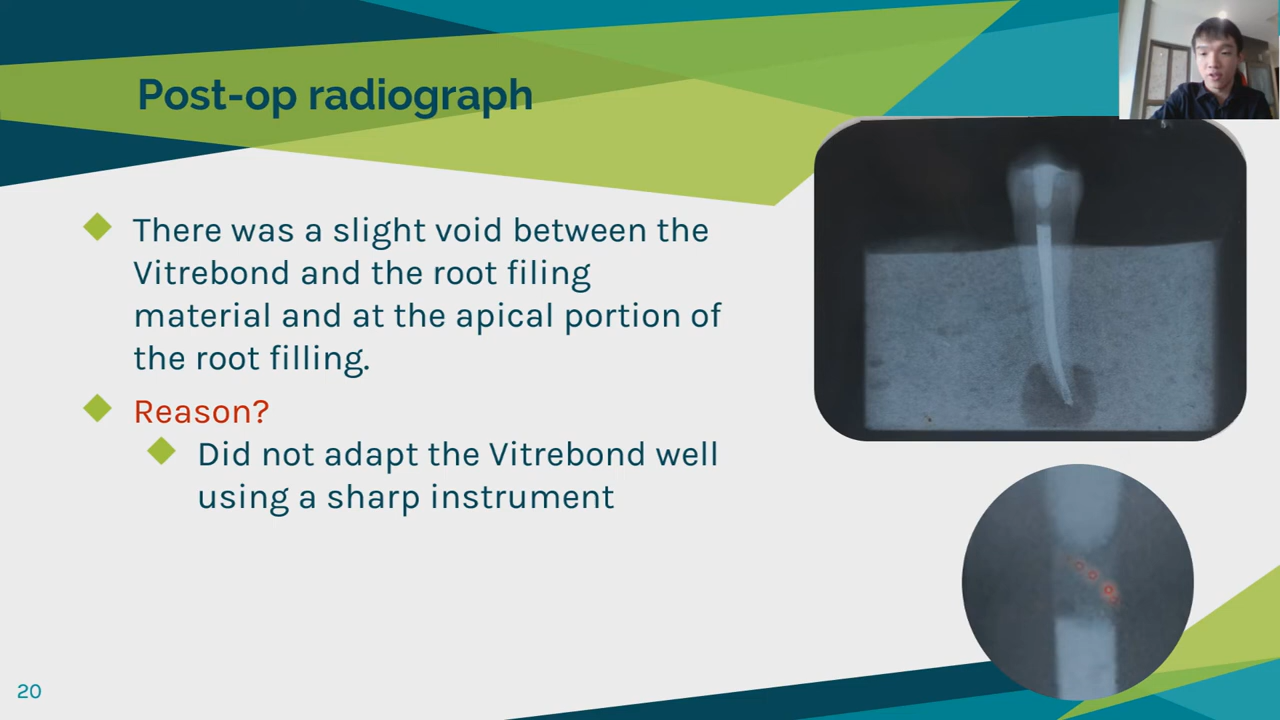 Post-op radiograph
There was a slight void between the
Vitrebond and the root filing
material and at the apical portion of
the root filling.
Reason?
Did not adapt the Vitrebond well
using a sharp instrument
20